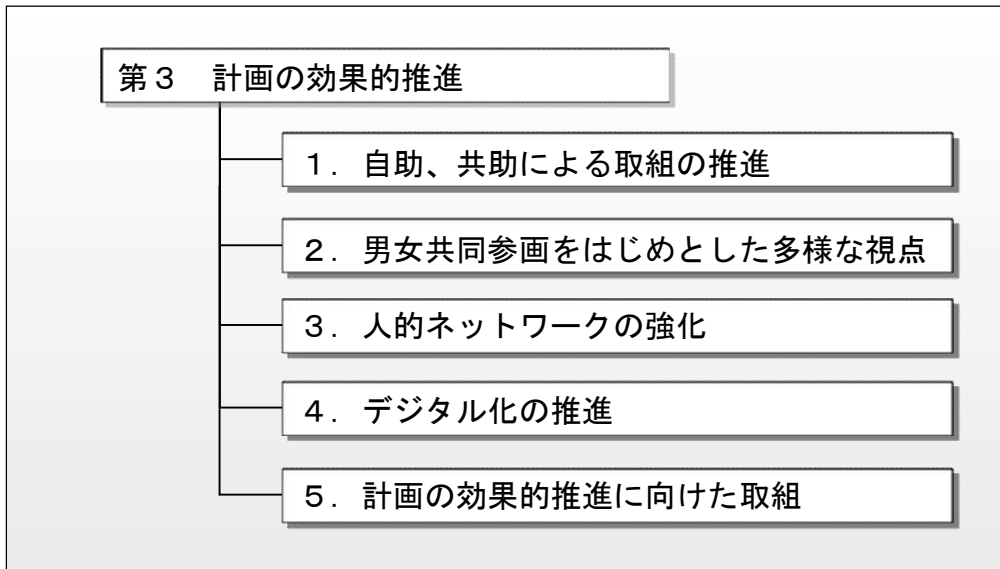 第３　計画の効果的推進
１．自助、共助による取組の推進
２．男女共同参画をはじめとした多様な視点
３．人的ネットワークの強化
４．デジタル化の推進
５．計画の効果的推進に向けた取組